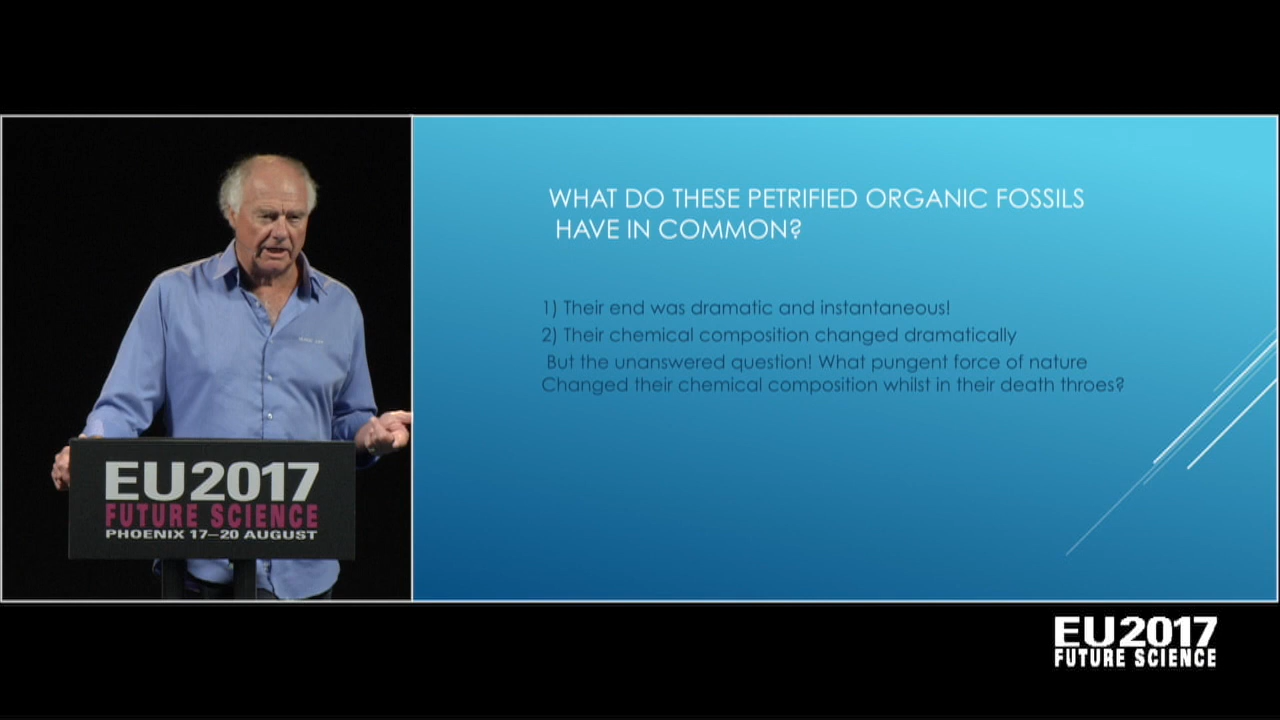 WHAT DO THESE PETRIFIED ORGANIC FOSSILS
HAVE IN COMMON?
1) Their end was dramatic and instantaneous!
2) Their chemical composition changed dramatically
But the unanswered question! What pungent force of nature
Changed their chemical composition whilst in their death throes?
EU2017
FUTURE SCIENCE
PHOENIX 17–20 AUGUST
EU2017
FUTURE SCIENCE